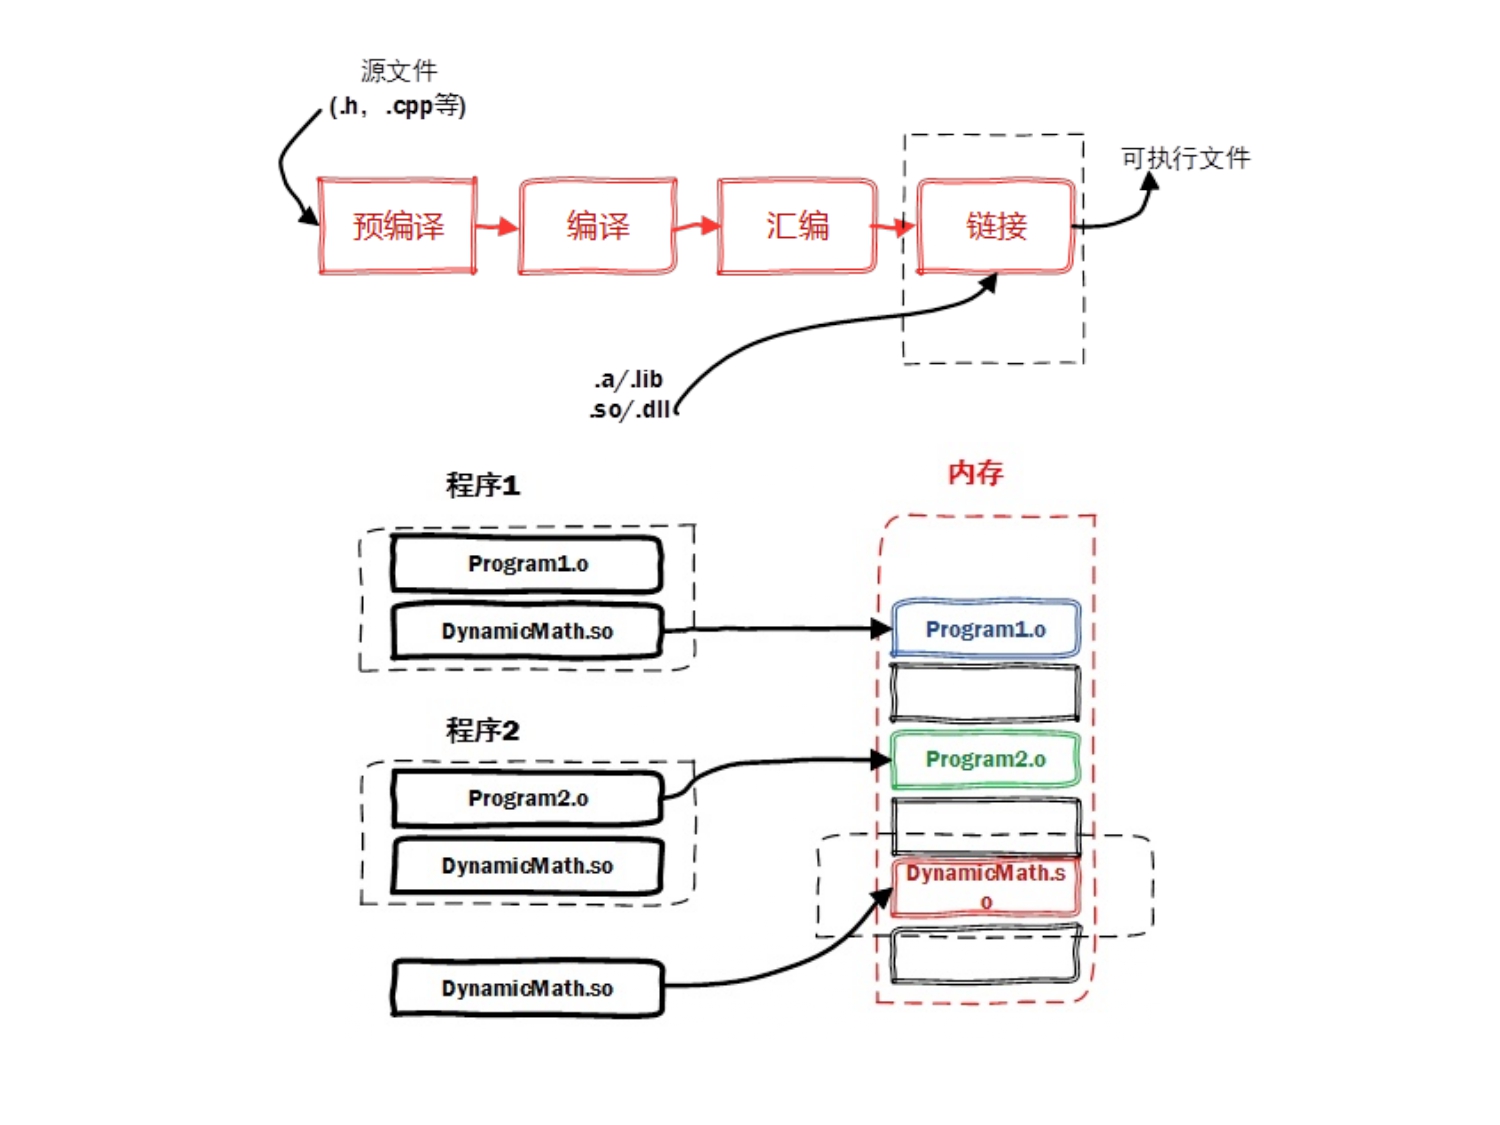 源文件
(.h, .cpp等)
可执行文件
预编译
编译
汇编
链接
.a/.lib
.so/.dll
程序1
内存
Program1.o
DynamicMath.so
Program1.o
程序2
Program2.o
Program2.o
DynamicMath.so
DynamicMath.s
o
DynamicMath.so